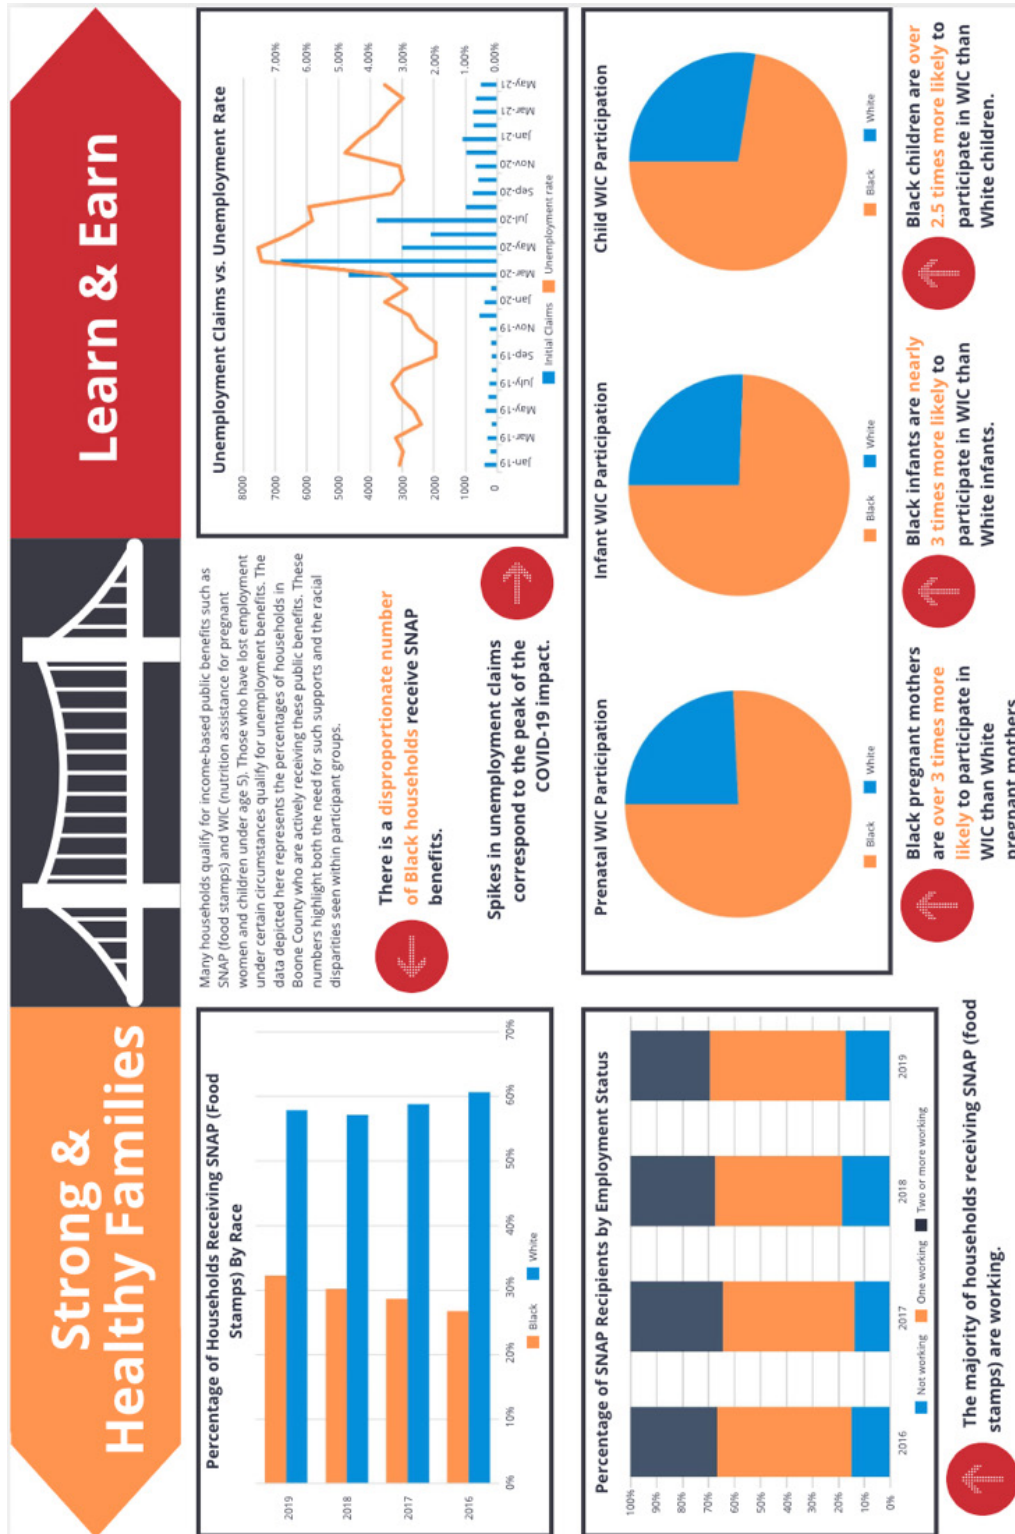 Strong &
Healthy Families
Learn & Earn
Percentage of Households Receiving SNAP (Food
Stamps) By Race
2019
2018
2017
2016
0%
10%
20%
30%
40%
50%
60%
70%
Black
White
Many households qualify for income-based public benefits such as
SNAP (food stamps) and WIC (nutrition assistance for pregnant
women and children under age 5). Those who have lost employment
under certain circumstances qualify for unemployment benefits. The
data depicted here represents the percentages of households in
Boone County who are actively receiving these public benefits. These
numbers highlight both the need for such supports and the racial
disparities seen within participant groups.
There is a disproportionate number
of Black households receive SNAP
benefits.
Spikes in unemployment claims
correspond to the peak of the
COVID-19 impact.
Unemployment Claims vs. Unemployment Rate
8000
7000
6000
5000
4000
3000
2000
1000
0
7.00%
6.00%
5.00%
4.00%
3.00%
2.00%
1.00%
0.00%
Jan-19
Mar-19
May-19
July-19
Sep-19
Nov-19
Jan-20
Mar-20
May-20
Jul-20
Sep-20
Nov-20
Jan-21
Mar-21
May-21
Initial Claims
Unemployment rate
Percentage of SNAP Recipients by Employment Status
100%
90%
80%
70%
60%
50%
40%
30%
20%
10%
0%
2016
2017
2018
2019
Not working
One working
Two or more working
The majority of households receiving SNAP (food
stamps) are working.
Prenatal WIC Participation
Black
White
Infant WIC Participation
Black
White
Child WIC Participation
Black
White
Black pregnant mothers
are over 3 times more
likely to participate in
WIC than White
pregnant mothers
Black infants are nearly
3 times more likely to
participate in WIC than
White infants.
Black children are over
2.5 times more likely to
participate in WIC than
White children.